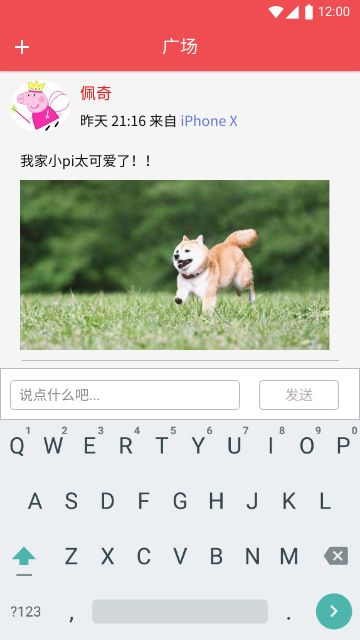 12:00
广场
佩奇
昨天 21:16 来自 iPhone X
我家小pi太可爱了！！
说点什么吧...
发送
1 2 3 4 5 6 7 8 9 0
Q W E R T Y U I O P
A S D F G H J K L
Z X C V B N M
?123 , .